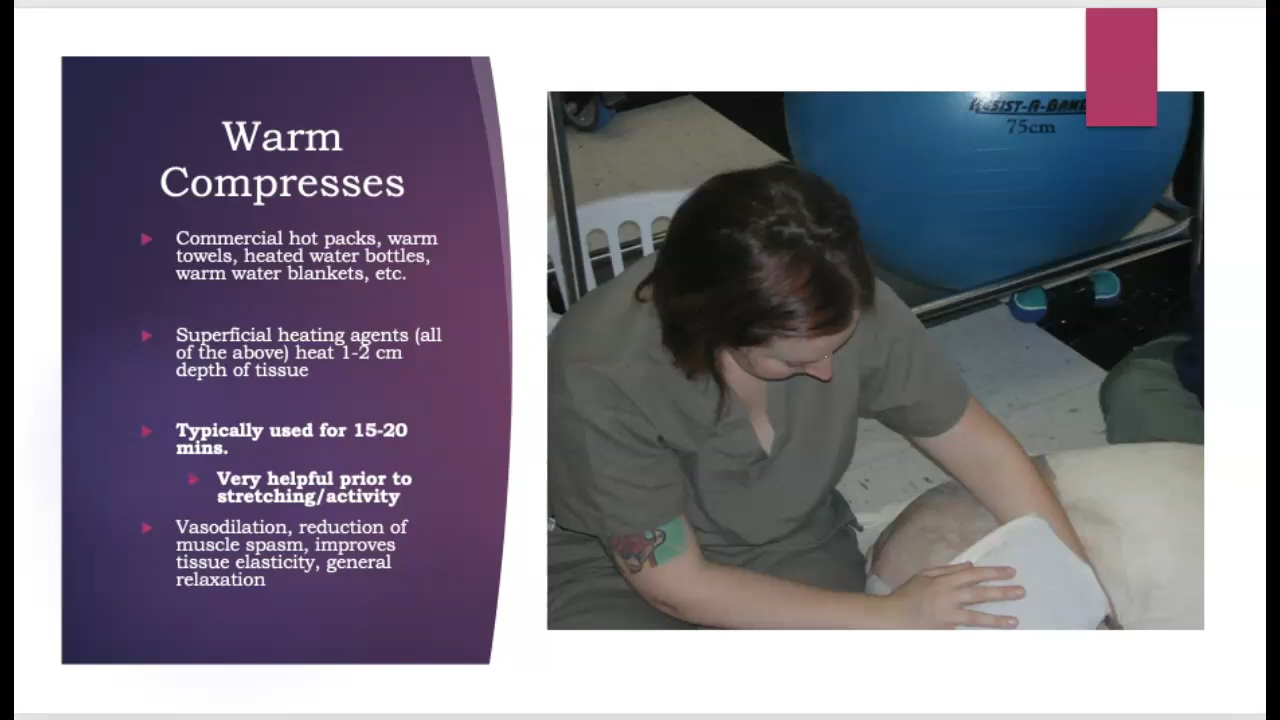 Warm
Compresses
Commercial hot packs, warm
towels, heated water bottles,
warm water blankets, etc.
Superficial heating agents (all
of the above) heat 1-2 cm
depth of tissue
Typically used for 15-20
mins.
Very helpful prior to
stretching/activity
Vasodilation, reduction of
muscle spasm, improves
tissue elasticity, general
relaxation
RESIST-A-BAND
75cm